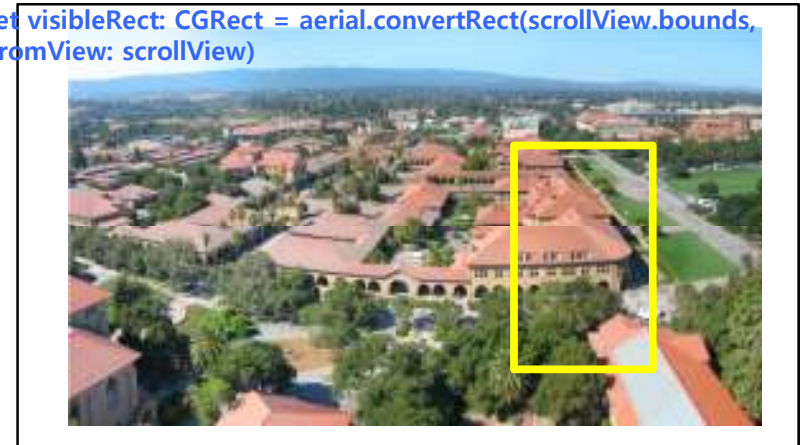 et visibleRect: CGRect = aerial.convertRect(scrollView.bounds,
romView: scrollView)